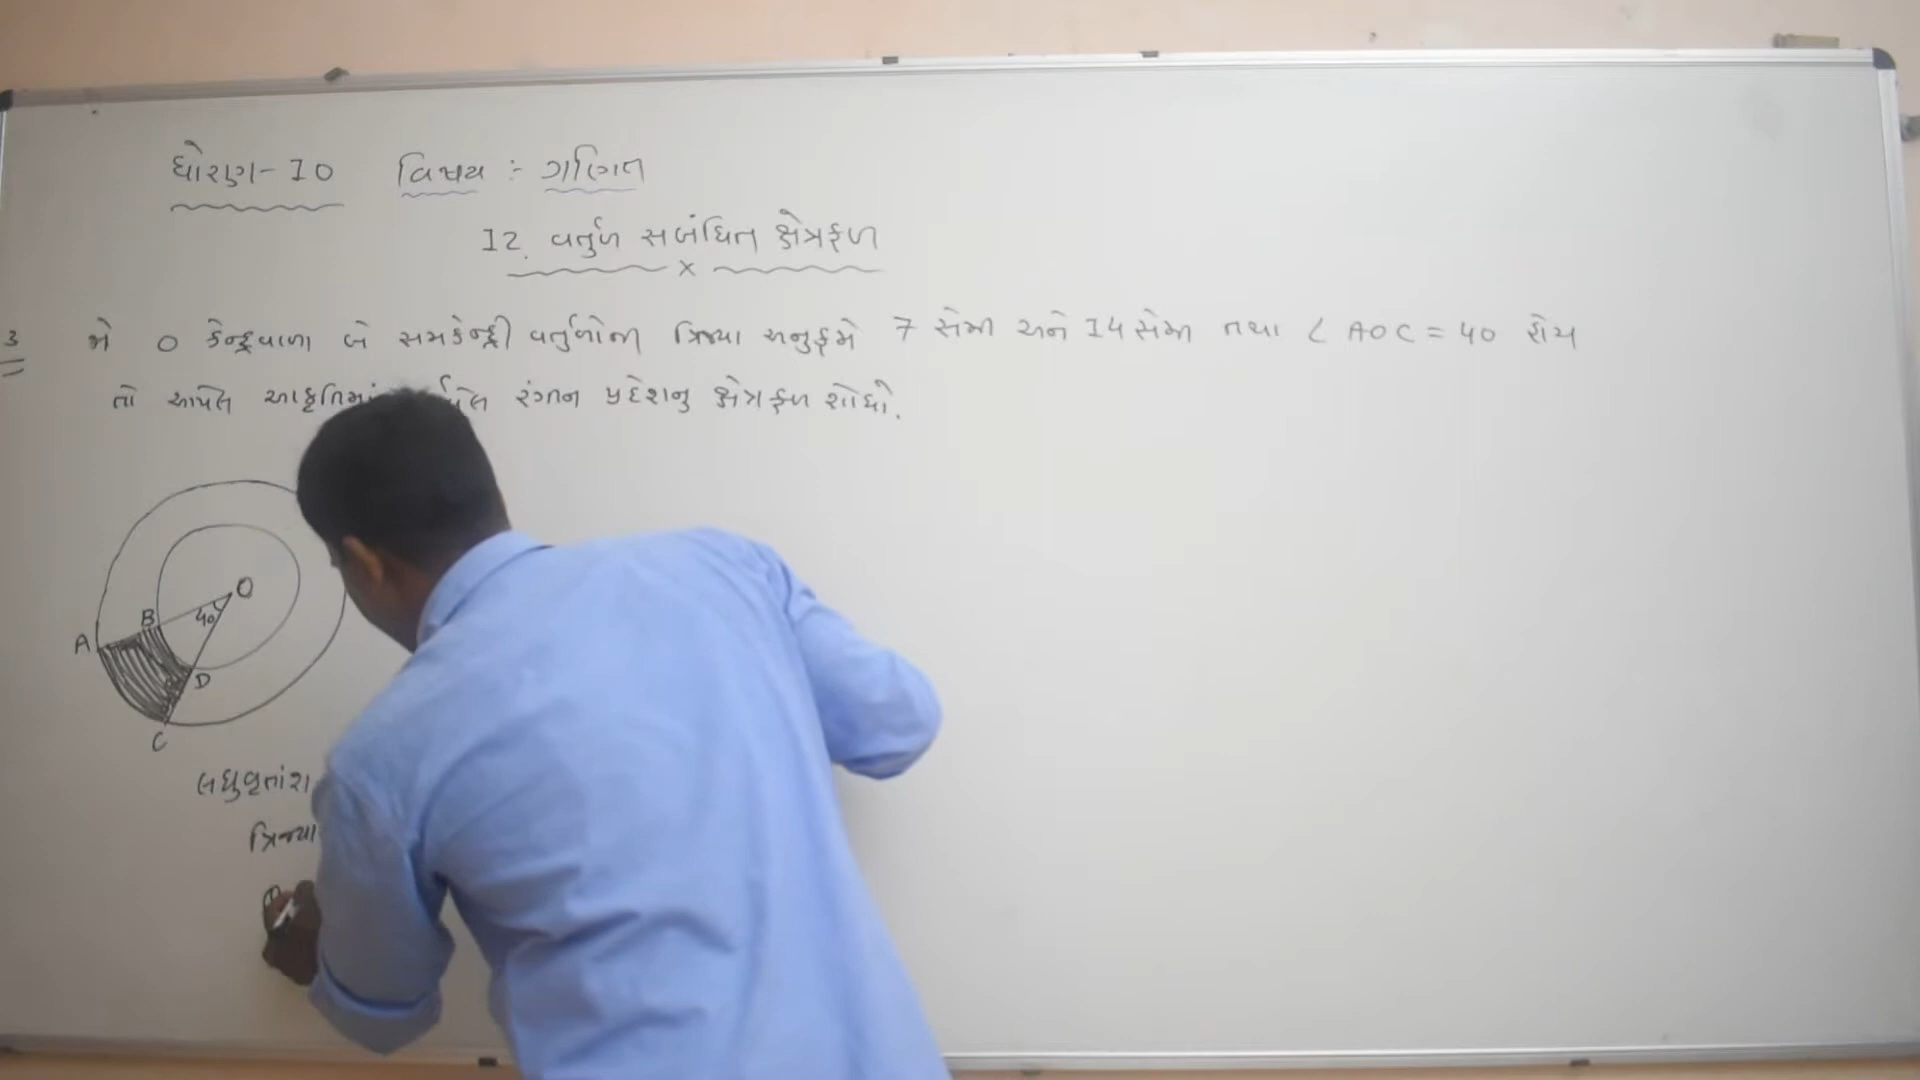 ધોરણ-10 વિષય :- ગણિત
12. વર્તુળ સબંધિત ક્ષેત્રફળ
x
3 જો O કેન્દ્રવાળા બે સમકેન્દ્રી વર્તુળોની ત્રિજ્યા અનુક્રમે 7 સેમી અને 14 સેમી તથા ∠ AOC = 40 હોય
તો આપેલ આકૃતિમાં રંગીન પ્રદેશનુ ક્ષેત્રફળ શોધો.
O
B 40
A
D
C
લઘુવૃતાંશ
ત્રિજ્યા